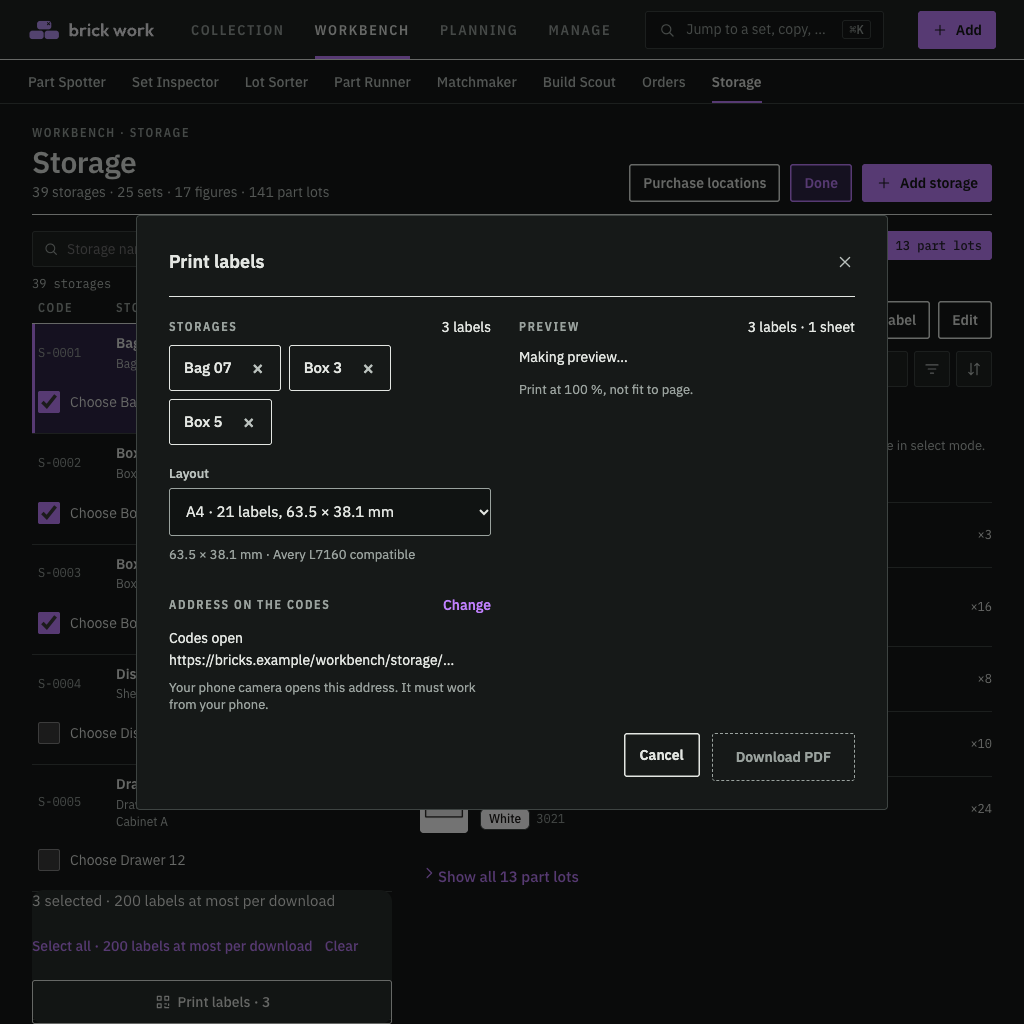 brick work
COLLECTION
WORKBENCH
PLANNING
MANAGE
Jump to a set, copy, ...
⌘K
+ Add
Part Spotter
Set Inspector
Lot Sorter
Part Runner
Matchmaker
Build Scout
Orders
Storage
WORKBENCH · STORAGE
Storage
39 storages · 25 sets · 17 figures · 141 part lots
Purchase locations
Done
+ Add storage
Storage
13 part lots
39 storages
CODE
Edit
S-0001
Choose
S-0002
Choose
e in select mode.
S-0003
Choose
S-0004
Choose
S-0005
Cabinet A
Choose Drawer 12
3 selected · 200 labels at most per download
Select all · 200 labels at most per download
Clear
Print labels · 3
Print labels
STORAGES
3 labels
Bag 07 ×
Box 3 ×
Box 5 ×
Layout
A4 · 21 labels, 63.5 × 38.1 mm
63.5 × 38.1 mm · Avery L7160 compatible
ADDRESS ON THE CODES
Change
Codes open
https://bricks.example/workbench/storage/…
Your phone camera opens this address. It must work
from your phone.
PREVIEW
3 labels · 1 sheet
Making preview…
Print at 100 %, not fit to page.
Cancel
Download PDF
×3
×16
×8
×10
×24
White
3021
Show all 13 part lots